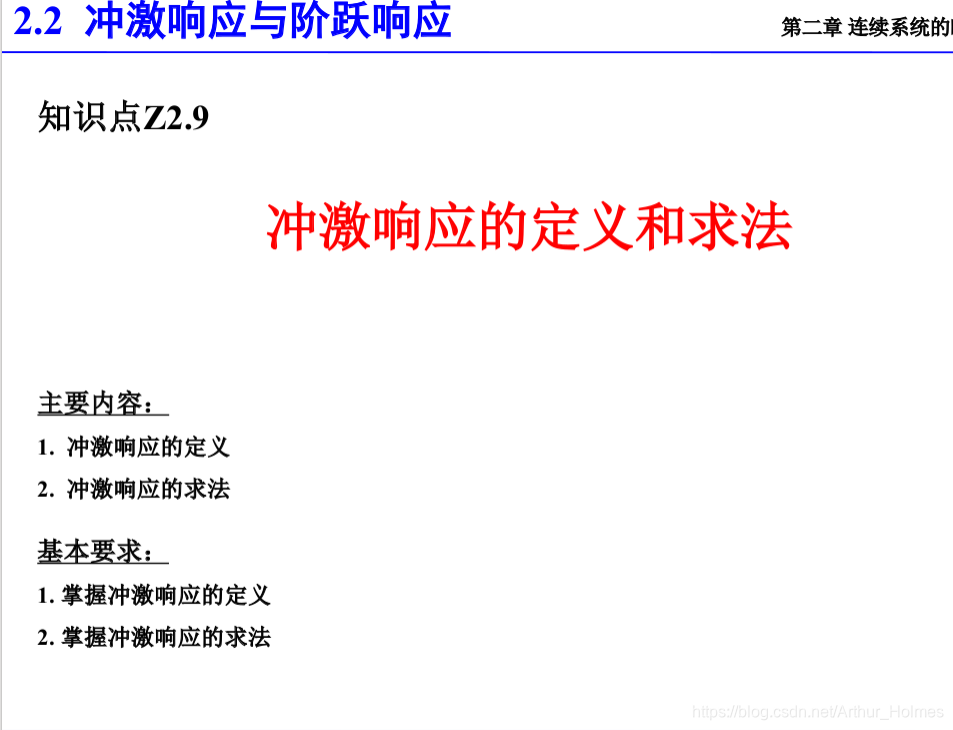 2.2 冲激响应与阶跃响应
第二章 连续系统的
知识点Z2.9
冲激响应的定义和求法
主要内容：
1. 冲激响应的定义
2. 冲激响应的求法
基本要求：
1. 掌握冲激响应的定义
2. 掌握冲激响应的求法
https://blog.csdn.net/Arthur_Holmes